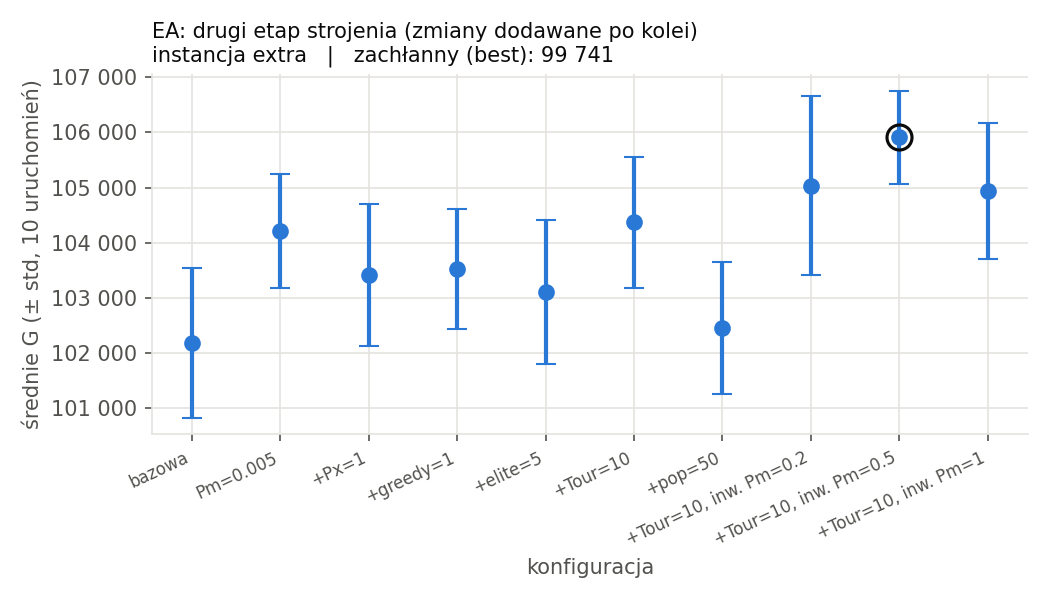 EA: drugi etap strojenia (zmiany dodawane po kolei)
instancja extra   |   zachłanny (best): 99 741
średnie G (± std, 10 uruchomień)
107 000
106 000
105 000
104 000
103 000
102 000
101 000
bazowa
Pm=0.005
+Px=1
+greedy=1
+elite=5
+Tour=10
+pop=50
+Tour=10, inw. Pm=0.2
+Tour=10, inw. Pm=0.5
+Tour=10, inw. Pm=1
konfiguracja